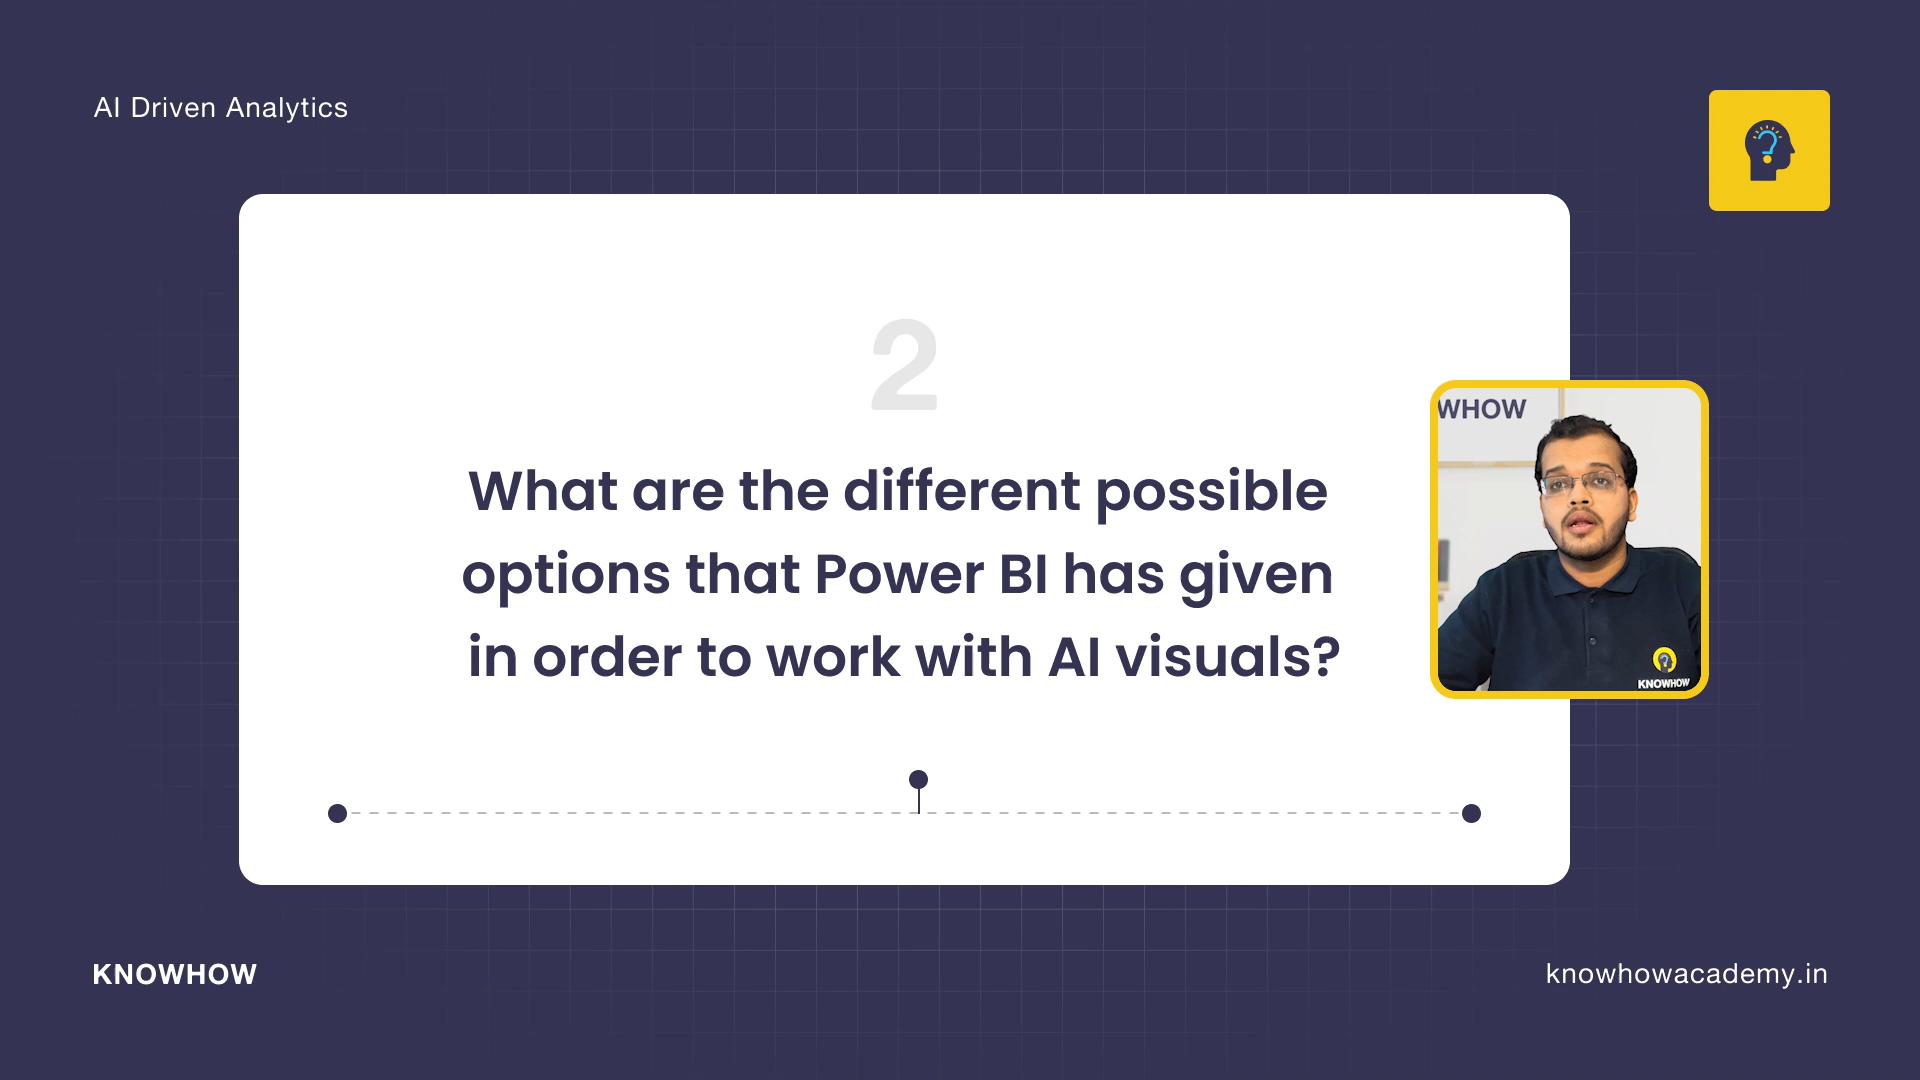 AI Driven Analytics
2
What are the different possible
options that Power BI has given
in order to work with AI visuals?
WHOW
KNOWHOW
KNOWHOW
knowhowacademy.in